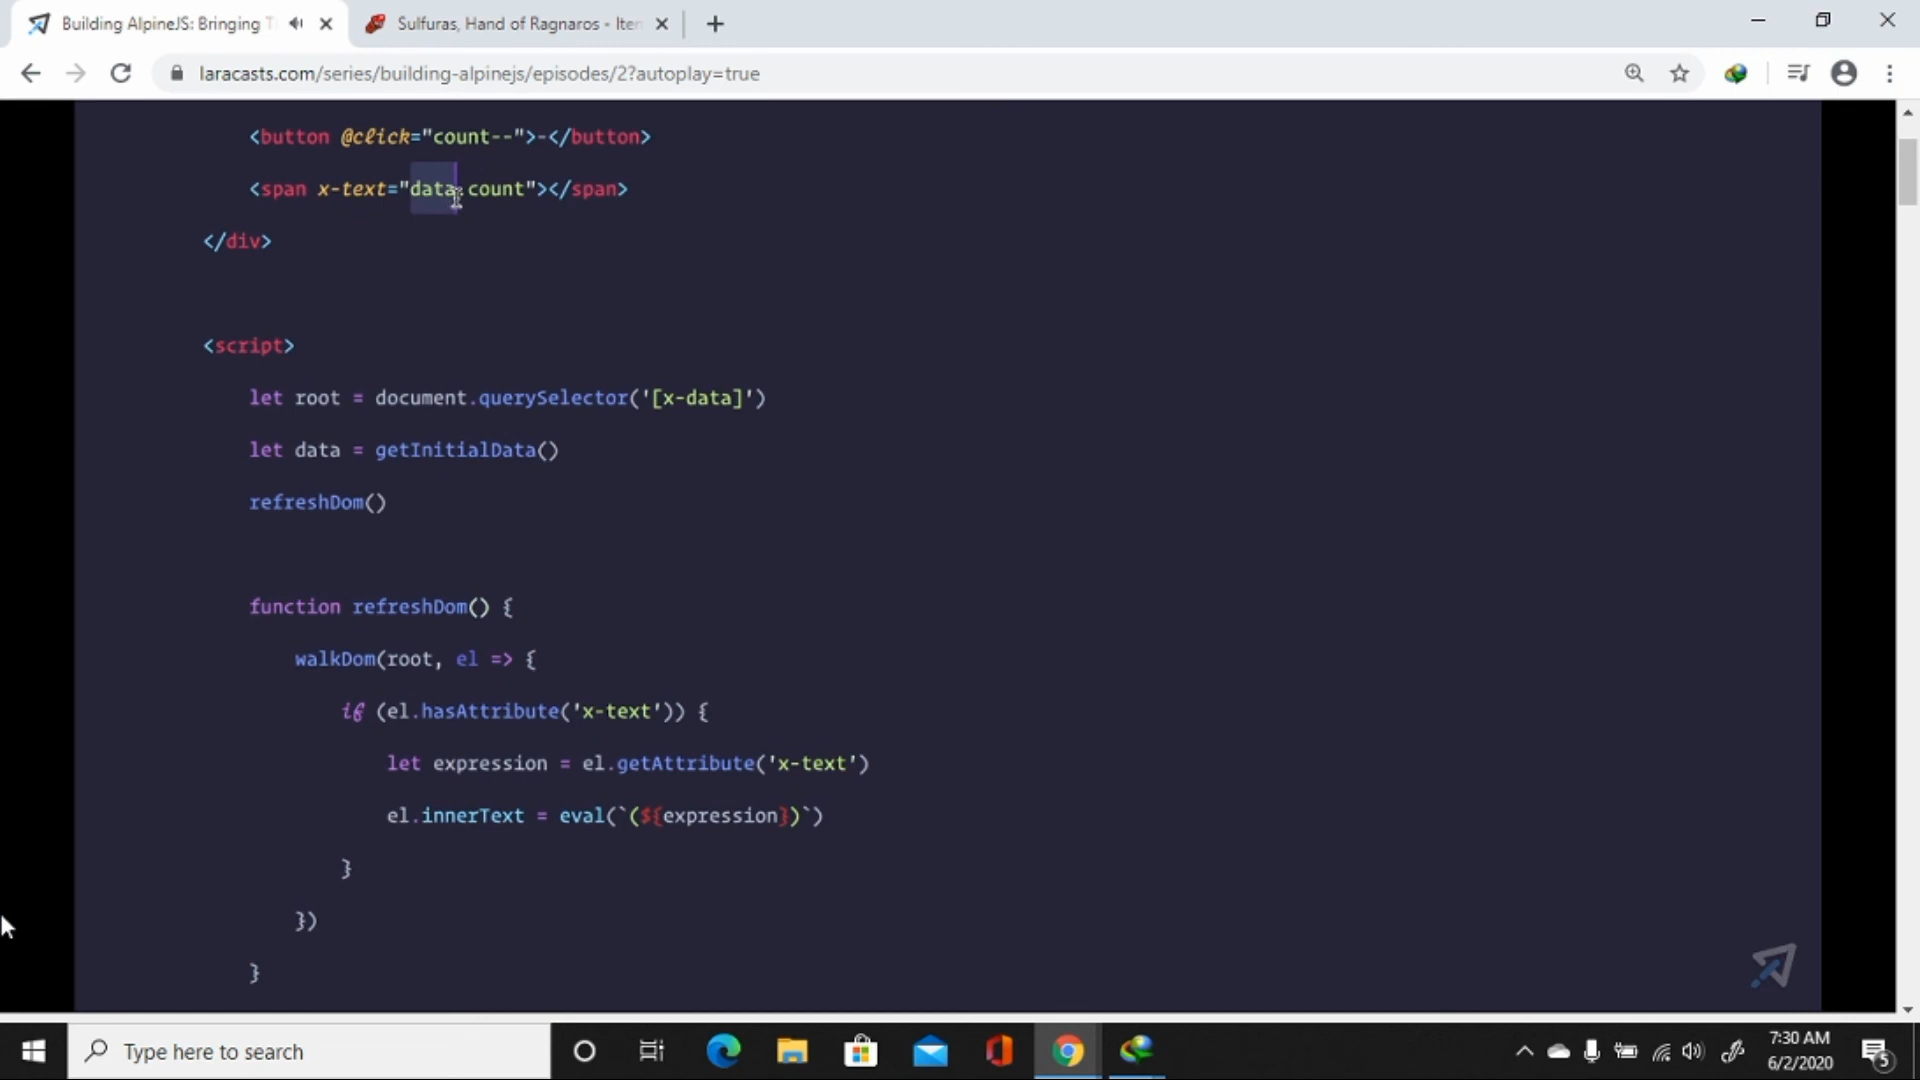 Building AlpineJS: Bringing T
Sulfuras, Hand of Ragnaros - Item
laracasts.com/series/building-alpinejs/episodes/2?autoplay=true
<button @click="count--">-</button>
<span x-text="data.count"></span>
</div>
<script>
let root = document.querySelector('[x-data]')
let data = getInitialData()
refreshDom()
function refreshDom() {
walkDom(root, el => {
if (el.hasAttribute('x-text')) {
let expression = el.getAttribute('x-text')
el.innerText = eval(`(${expression})`)
}
})
}
Type here to search
7:30 AM
6/2/2020
5